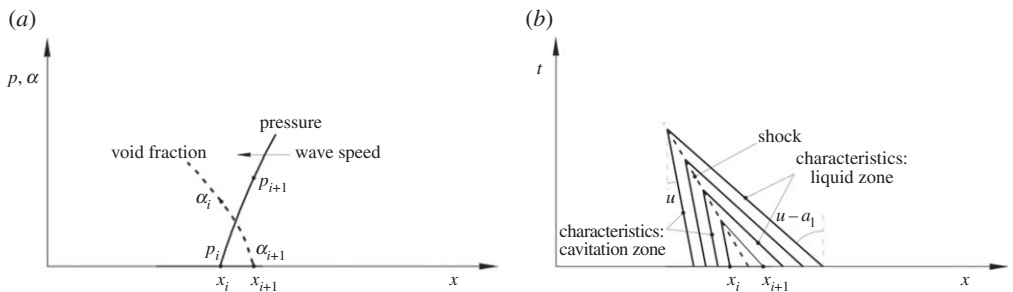 (a)
p, α
pressure
void fraction
wave speed
p_{i+1}
α_i
p_i
α_{i+1}
x_i
x_{i+1}
x
(b)
t
shock
characteristics:
liquid zone
u
u – a_1
characteristics:
cavitation zone
x_i
x_{i+1}
x